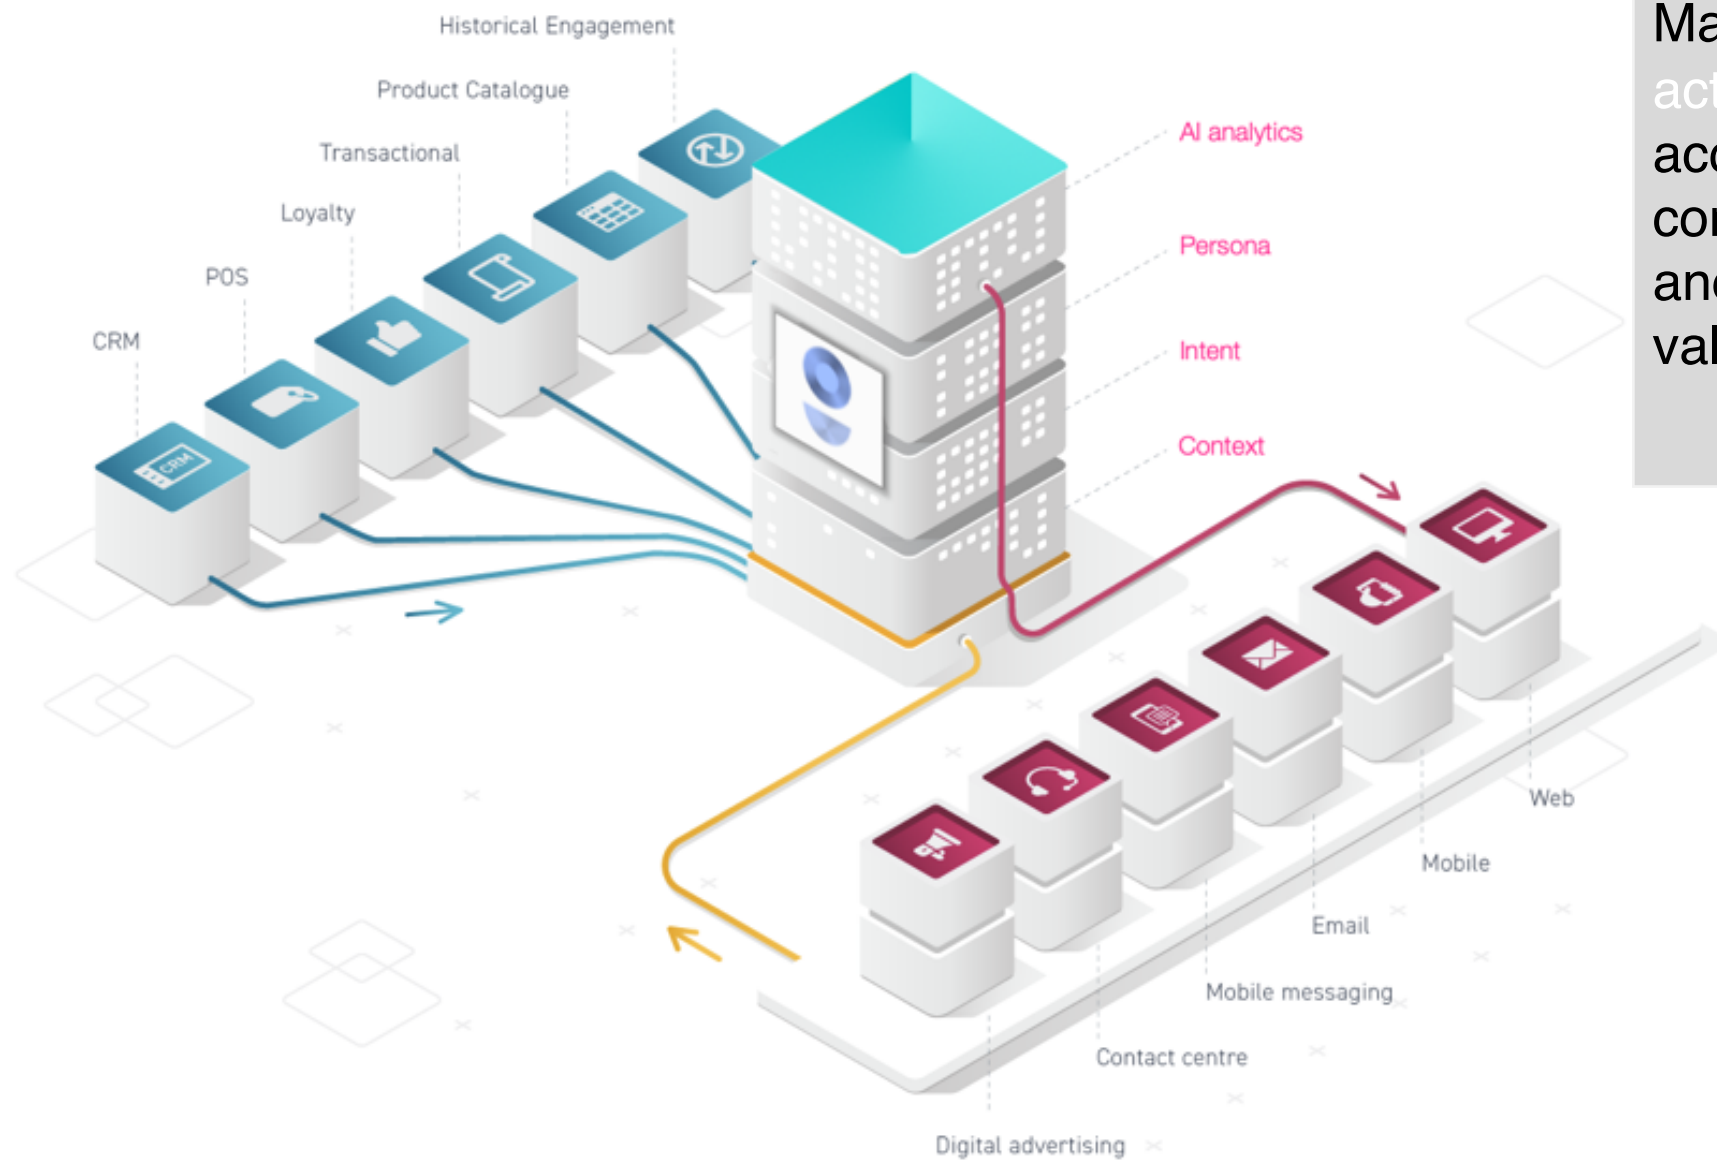 Historical Engagement
Product Catalogue
Transactional
Loyalty
POS
CRM
CRM
AI analytics
Persona
Intent
Context
Web
Mobile
Email
Mobile messaging
Contact centre
Digital advertising